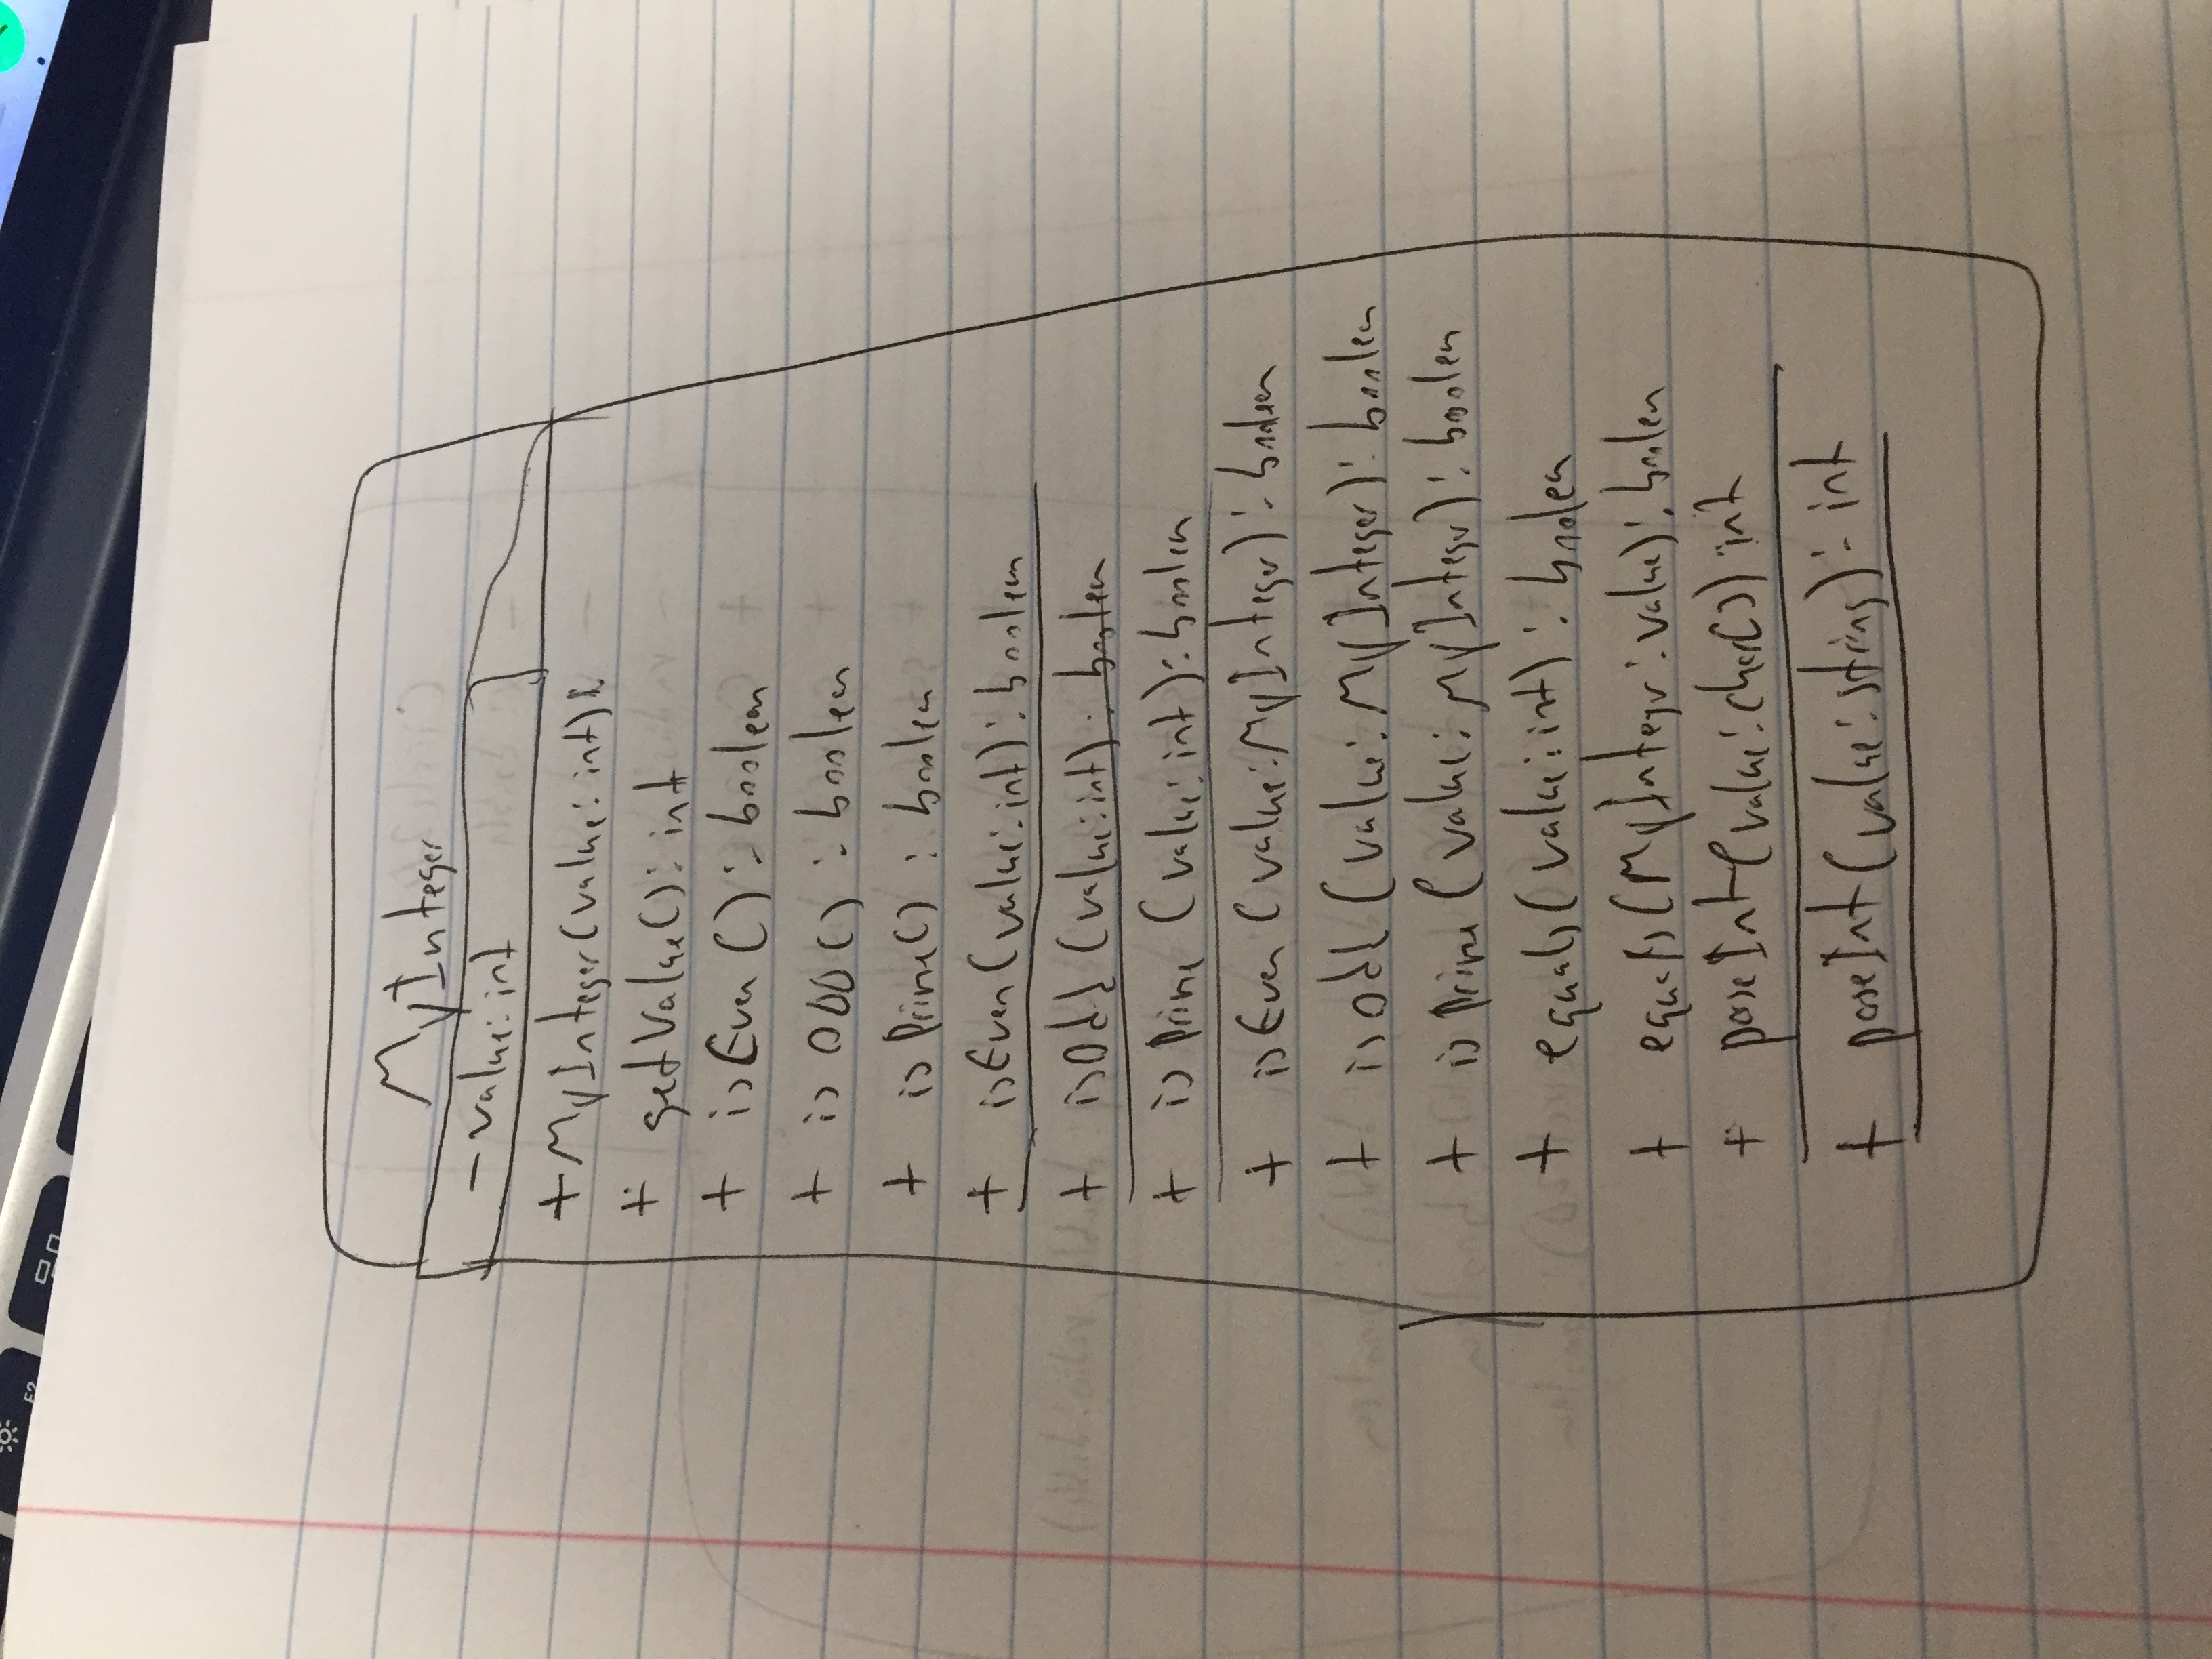 F2
MyInteger
- value: int
+ MyInteger(value: int)
+ getValue(): int
+ isEven(): boolean
+ isODD(): boolean
+ isPrime(): boolean
+ isEven(value: int): boolean
+ isOdd(value: int): boolean
+ isPrime(value: int): boolean
+ isEven(value: MyInteger): boolean
+ isOdd(value: MyInteger): boolean
+ isPrime(value: MyInteger): boolean
+ equals(value: int): boolean
+ equals(MyInteger: value): boolean
+ parseInt(value: char[]) int
+ parseInt(value: string): int